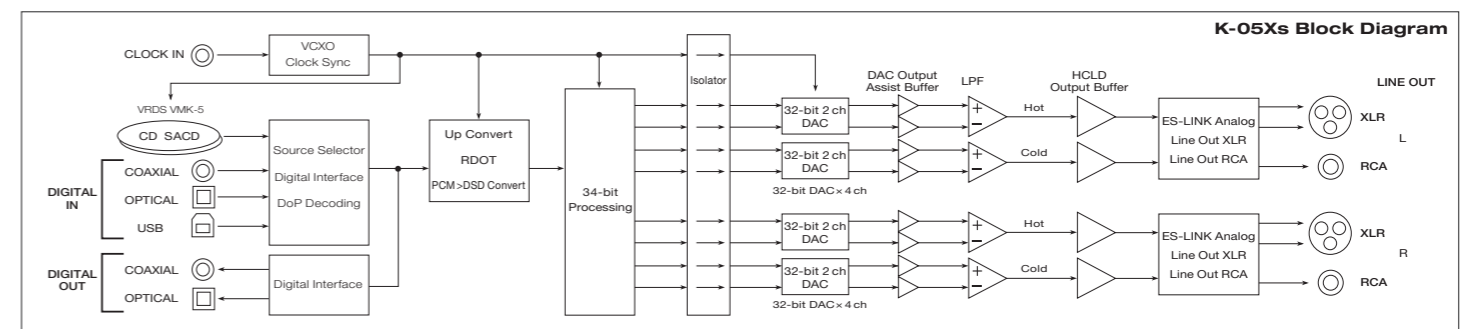 K-05Xs Block Diagram
CLOCK IN
VCXO
Clock Sync
VRDS VMK-5
CD SACD
DIGITAL
IN
COAXIAL
OPTICAL
USB
Source Selector
Digital Interface
DoP Decoding
DIGITAL
OUT
COAXIAL
OPTICAL
Digital Interface
Up Convert
RDOT
PCM>DSD Convert
34-bit
Processing
Isolator
32-bit 2 ch
DAC
32-bit 2 ch
DAC
32-bit DAC×4 ch
32-bit 2 ch
DAC
32-bit 2 ch
DAC
32-bit DAC×4 ch
DAC Output
Assist Buffer
LPF
+
−
+
−
+
−
+
−
Hot
Cold
Hot
Cold
HCLD
Output Buffer
ES-LINK Analog
Line Out XLR
Line Out RCA
ES-LINK Analog
Line Out XLR
Line Out RCA
LINE OUT
XLR
L
RCA
XLR
R
RCA